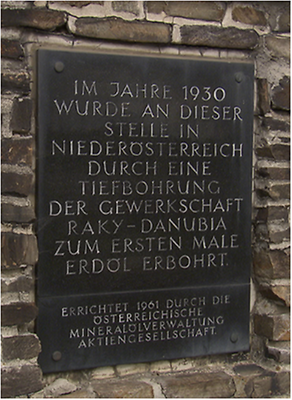 IM JAHRE 1930
WURDE AN DIESER
STELLE IN
NIEDERÖSTERREICH
DURCH EINE
TIEFBOHRUNG
DER GEWERKSCHAFT
RAKY-DANUBIA
ZUM ERSTEN MALE
ERDÖL ERBOHRT.
ERRICHTET 1961 DURCH DIE
ÖSTERREICHISCHE
MINERALÖLVERWALTUNG
AKTIENGESELLSCHAFT.